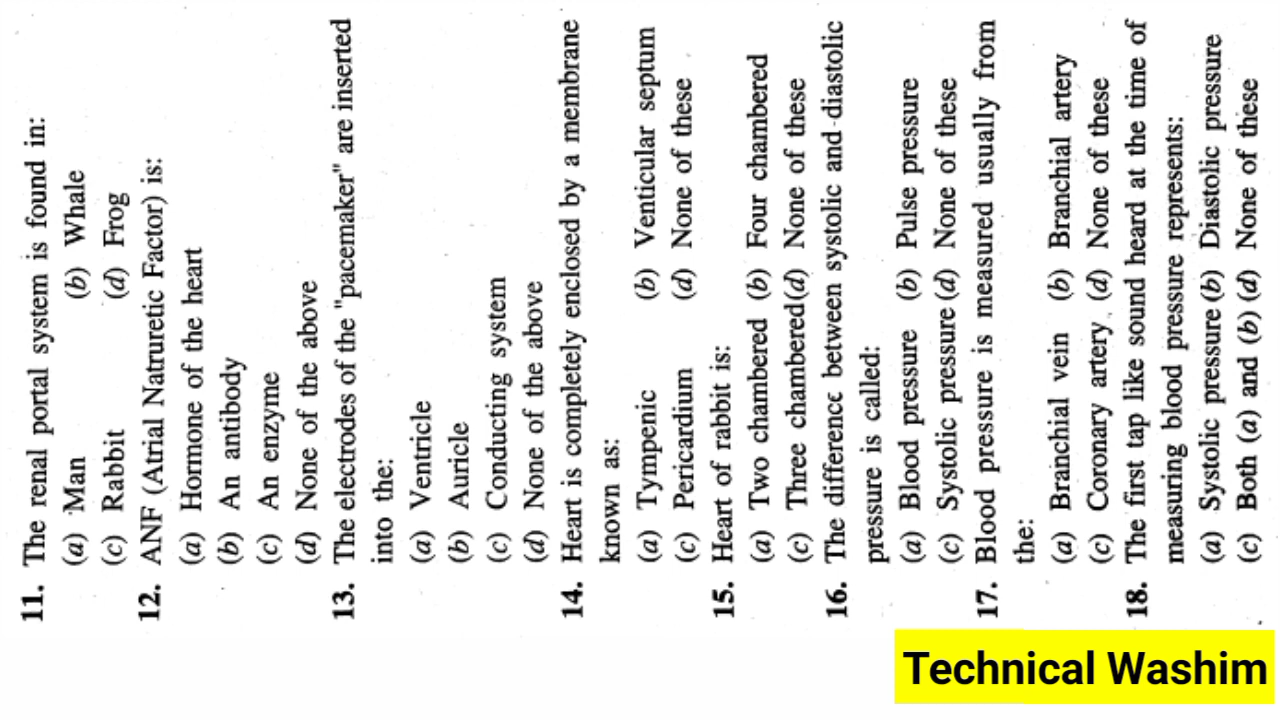 11. The renal portal system is found in:
(a) Man (b) Whale
(c) Rabbit (d) Frog
12. ANF (Atrial Natruretic Factor) is:
(a) Hormone of the heart
(b) An antibody
(c) An enzyme
(d) None of the above
13. The electrodes of the "pacemaker" are inserted
into the:
(a) Ventricle
(b) Auricle
(c) Conducting system
(d) None of the above
14. Heart is completely enclosed by a membrane
known as:
(a) Tympenic (b) Venticular septum
(c) Pericardium (d) None of these
15. Heart of rabbit is:
(a) Two chambered (b) Four chambered
(c) Three chambered (d) None of these
16. The difference between systolic and diastolic
pressure is called:
(a) Blood pressure (b) Pulse pressure
(c) Systolic pressure (d) None of these
17. Blood pressure is measured usually from
the:
(a) Branchial vein (b) Branchial artery
(c) Coronary artery (d) None of these
18. The first tap like sound heard at the time of
measuring blood pressure represents:
(a) Systolic pressure (b) Diastolic pressure
(c) Both (a) and (b) (d) None of these
Technical Washim